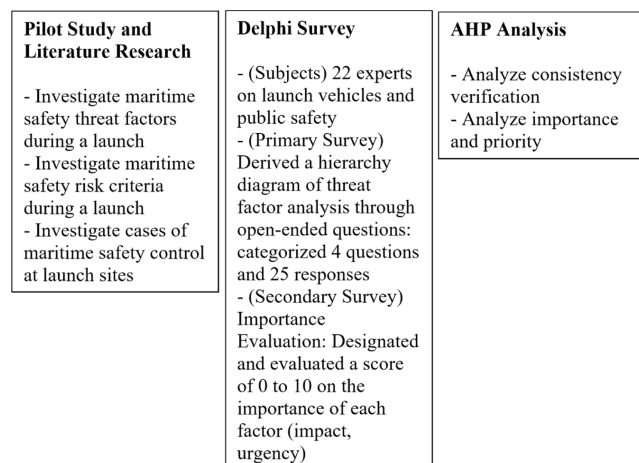 Pilot Study and
Literature Research
- Investigate maritime
safety threat factors
during a launch
- Investigate maritime
safety risk criteria
during a launch
- Investigate cases of
maritime safety control
at launch sites
Delphi Survey
- (Subjects) 22 experts
on launch vehicles and
public safety
- (Primary Survey)
Derived a hierarchy
diagram of threat
factor analysis through
open-ended questions:
categorized 4 questions
and 25 responses
- (Secondary Survey)
Importance
Evaluation: Designated
and evaluated a score
of 0 to 10 on the
importance of each
factor (impact,
urgency)
AHP Analysis
- Analyze consistency
verification
- Analyze importance
and priority